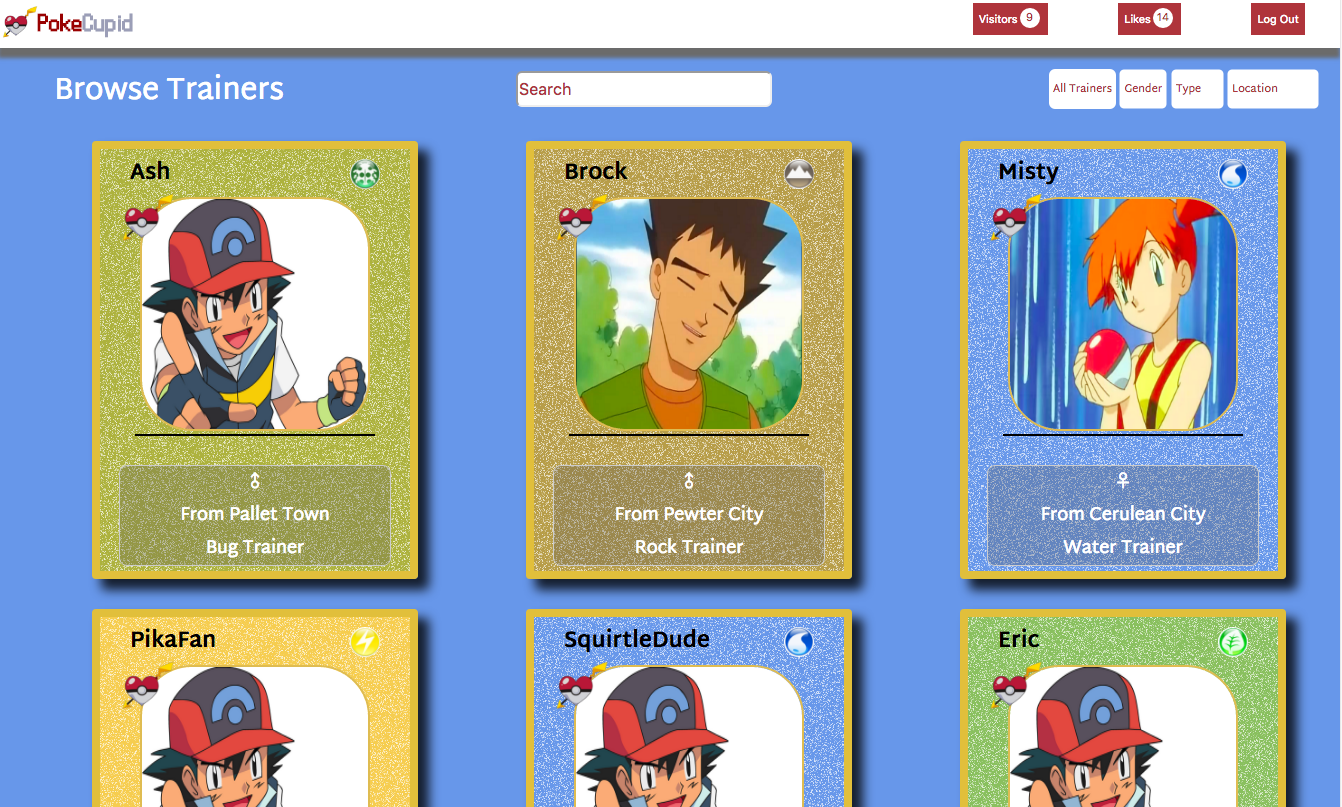 PokeCupid
Visitors 9
Likes 14
Log Out
Browse Trainers
Search
All Trainers
Gender
Type
Location
Ash
Brock
Misty
♂
From Pallet Town
Bug Trainer
♂
From Pewter City
Rock Trainer
♀
From Cerulean City
Water Trainer
PikaFan
SquirtleDude
Eric